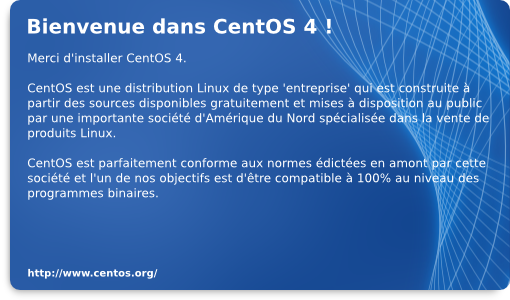 Bienvenue dans CentOS 4 !
Merci d'installer CentOS 4.
CentOS est une distribution Linux de type 'entreprise' qui est construite à
partir des sources disponibles gratuitement et mises à disposition au public
par une importante société d'Amérique du Nord spécialisée dans la vente de
produits Linux.
CentOS est parfaitement conforme aux normes édictées en amont par cette
société et l'un de nos objectifs est d'être compatible à 100% au niveau des
programmes binaires.
http://www.centos.org/